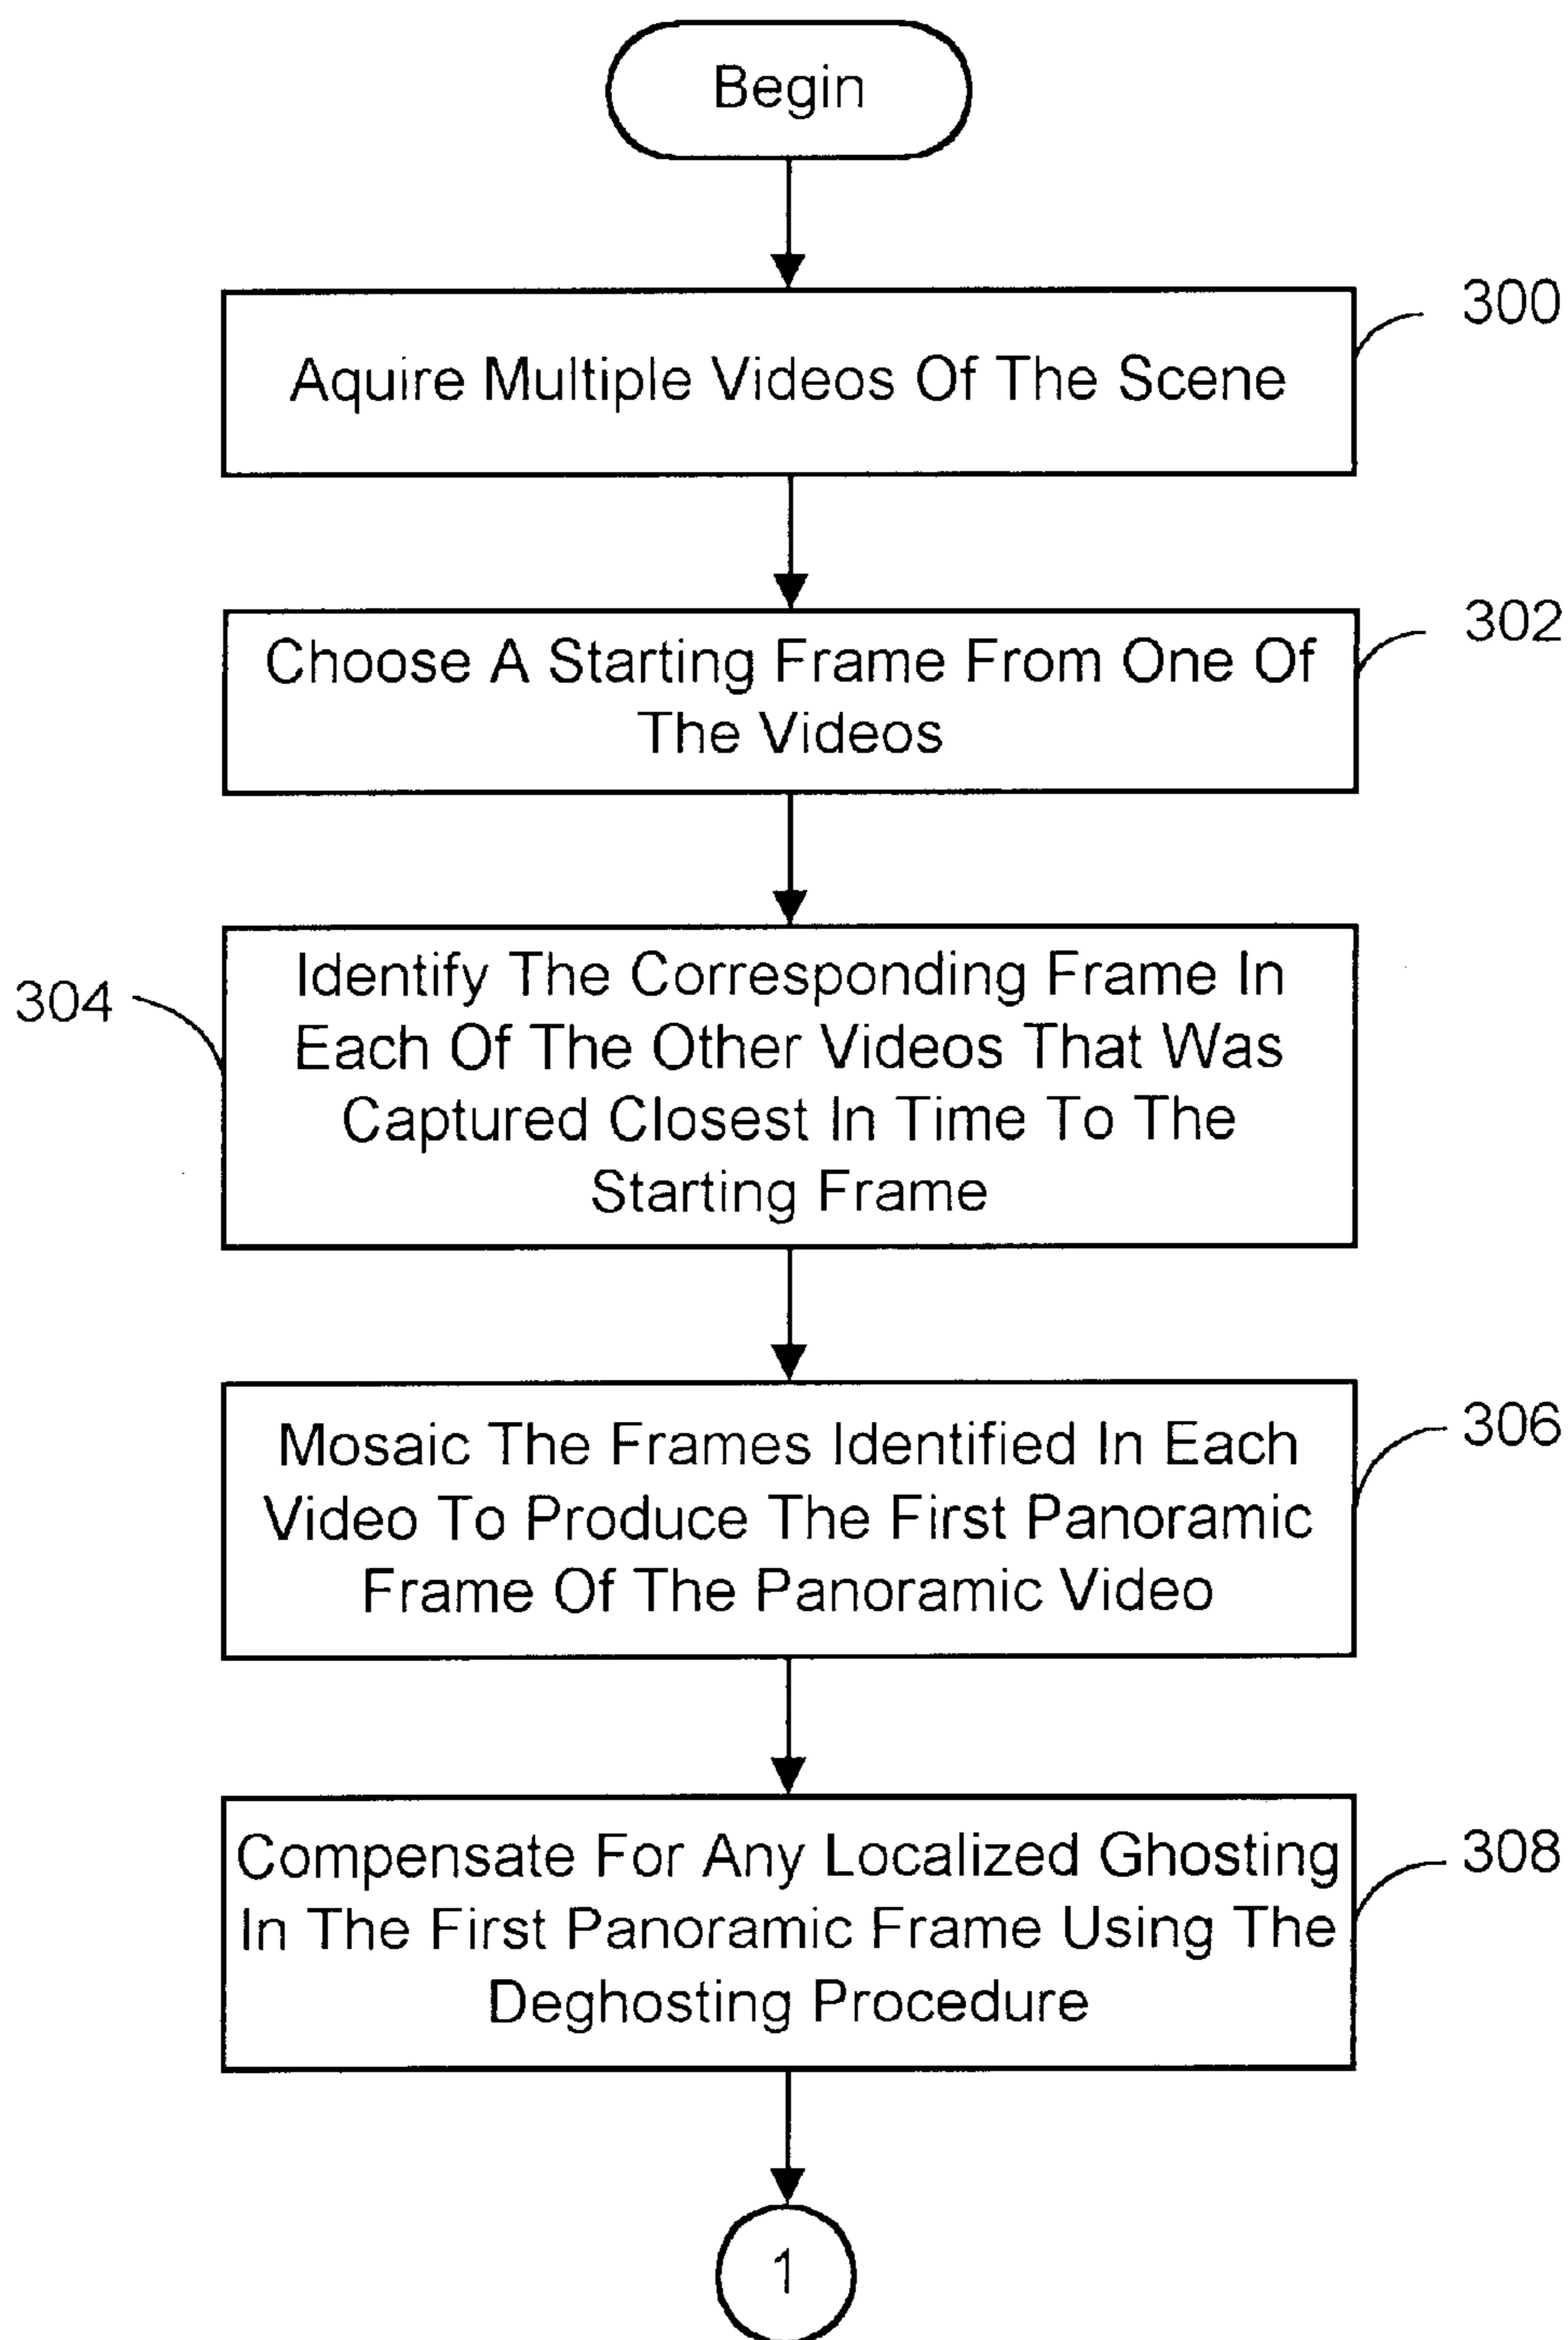 Begin
300
Aquire Multiple Videos Of The Scene
302
Choose A Starting Frame From One Of
The Videos
304
Identify The Corresponding Frame In
Each Of The Other Videos That Was
Captured Closest In Time To The
Starting Frame
306
Mosaic The Frames Identified In Each
Video To Produce The First Panoramic
Frame Of The Panoramic Video
308
Compensate For Any Localized Ghosting
In The First Panoramic Frame Using The
Deghosting Procedure
1